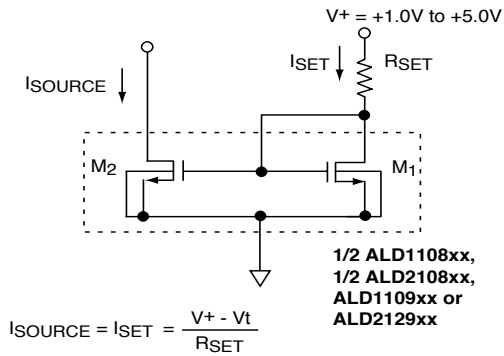 V+ = +1.0V to +5.0V
ISET
RSET
ISOURCE
M2
M1
1/2 ALD1108xx,
1/2 ALD2108xx,
ALD1109xx or
ALD2129xx
ISOURCE = ISET = V+ - Vt
RSET